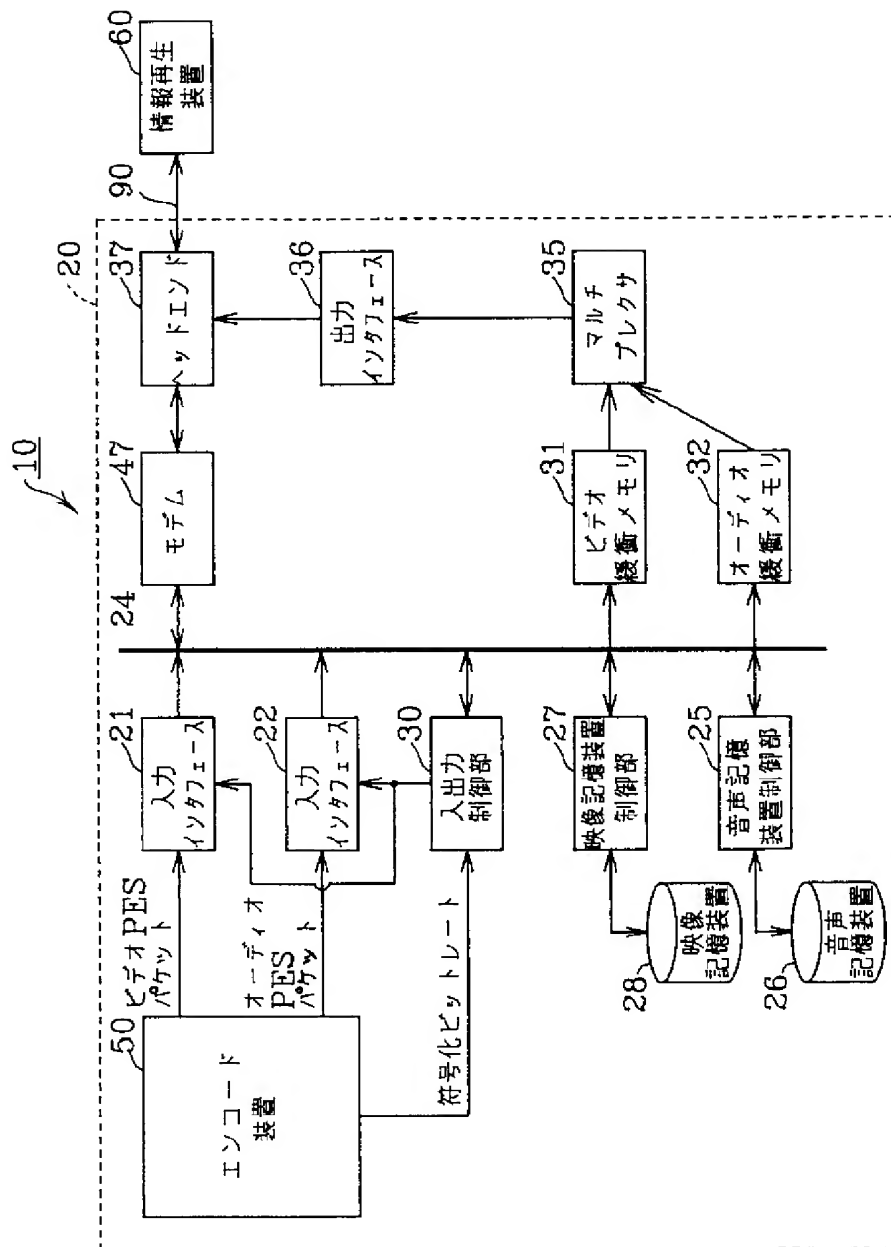 10
20
50
エンコード
装置
ビデオPES
パケット
オーディオ
PES
パケット
符号化ビットレート
21
入力
インタフェース
22
入力
インタフェース
30
入出力
制御部
27
映像記憶装置
制御部
25
音声記憶
装置制御部
28
映像
記憶装置
26
音声
記憶装置
24
47
モデム
37
ヘッドエンド
90
60
情報再生
装置
36
出力
インタフェース
35
マルチ
プレクサ
31
ビデオ
緩衝メモリ
32
オーディオ
緩衝メモリ